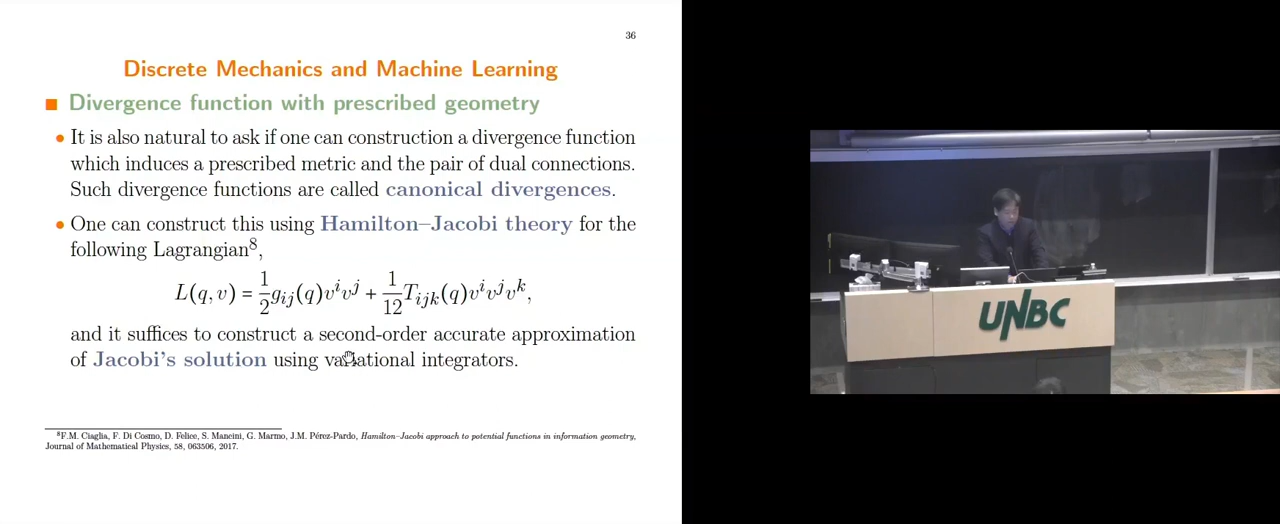 36
Discrete Mechanics and Machine Learning
Divergence function with prescribed geometry
• It is also natural to ask if one can construction a divergence function
which induces a prescribed metric and the pair of dual connections.
Such divergence functions are called canonical divergences.
• One can construct this using Hamilton–Jacobi theory for the
following Lagrangian⁸,
L(q, v) = 1/2 g_{ij}(q)v^i v^j + 1/12 T_{ijk}(q)v^i v^j v^k,
and it suffices to construct a second-order accurate approximation
of Jacobi's solution using variational integrators.
⁸F.M. Ciaglia, F. Di Cosmo, D. Felice, S. Mancini, G. Marmo, J.M. Pérez-Pardo, Hamilton–Jacobi approach to potential functions in information geometry,
Journal of Mathematical Physics, 58, 063506, 2017.
UNBC